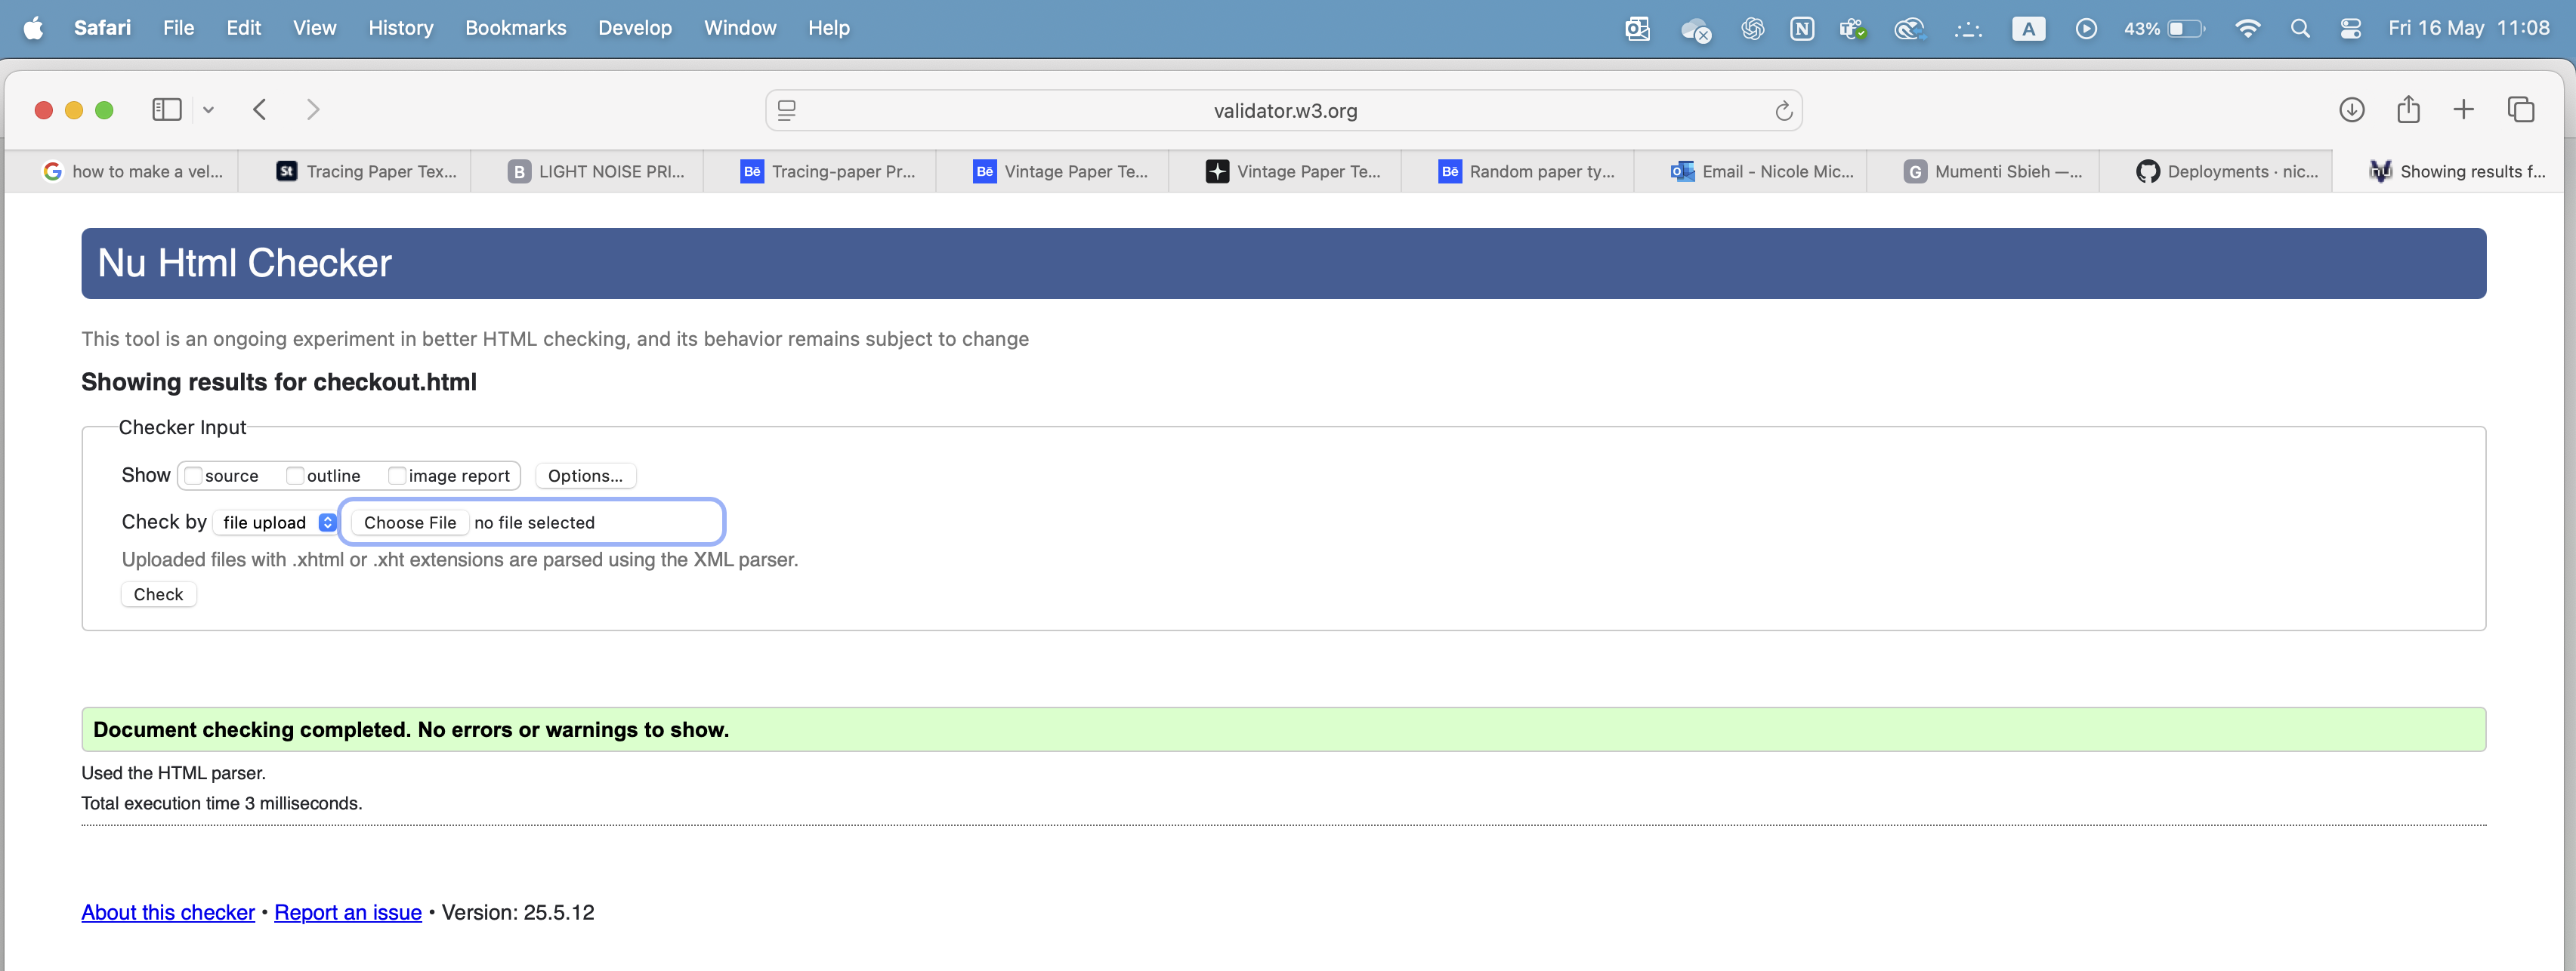 Safari File Edit View History Bookmarks Develop Window Help A 43% Fri 16 May 11:08
validator.w3.org
how to make a vel... St Tracing Paper Tex... B LIGHT NOISE PRI... Bē Tracing-paper Pr... Bē Vintage Paper Te... Vintage Paper Te... Bē Random paper ty... Email - Nicole Mic... G Mumenti Sbieh —... Deployments · nic... nu Showing results f...
Nu Html Checker
This tool is an ongoing experiment in better HTML checking, and its behavior remains subject to change
Showing results for checkout.html
Checker Input
Show source outline image report Options...
Check by file upload Choose File no file selected
Uploaded files with .xhtml or .xht extensions are parsed using the XML parser.
Check
Document checking completed. No errors or warnings to show.
Used the HTML parser.
Total execution time 3 milliseconds.
About this checker • Report an issue • Version: 25.5.12